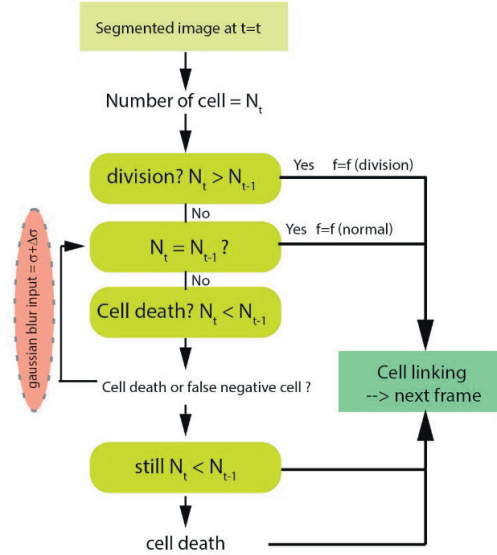 Segmented image at t=t
Number of cell = Nₜ
division? Nₜ > Nₜ₋₁
Yes f=f (division)
No
Nₜ = Nₜ₋₁ ?
Yes f=f (normal)
No
Cell death? Nₜ < Nₜ₋₁
gaussian blur input = σ+Δσ
Cell death or false negative cell ?
Cell linking
--> next frame
still Nₜ < Nₜ₋₁
cell death